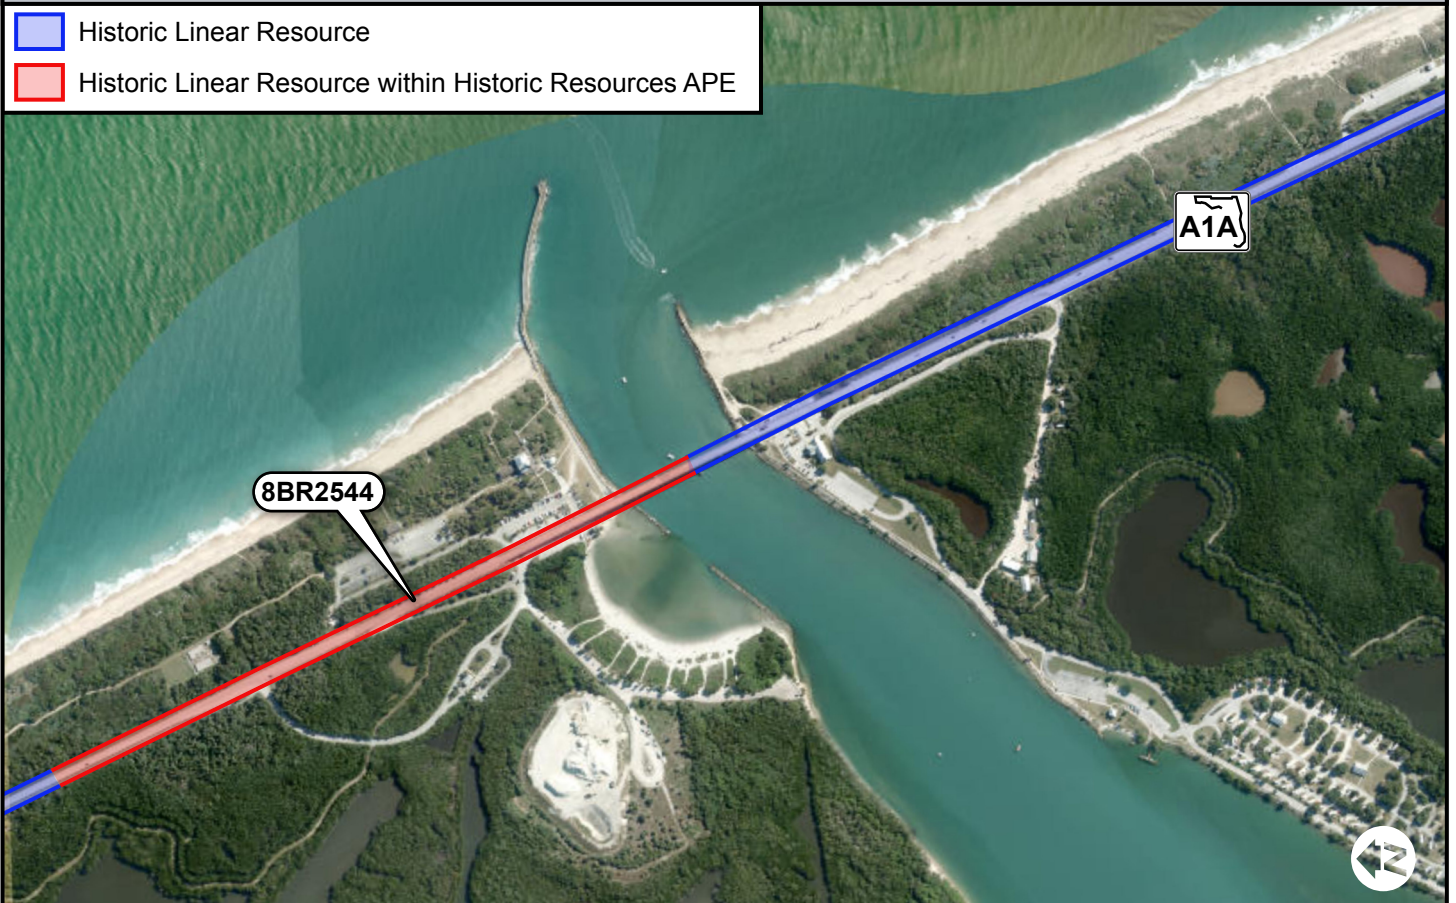 Historic Linear Resource
Historic Linear Resource within Historic Resources APE
A1A
8BR2544
N